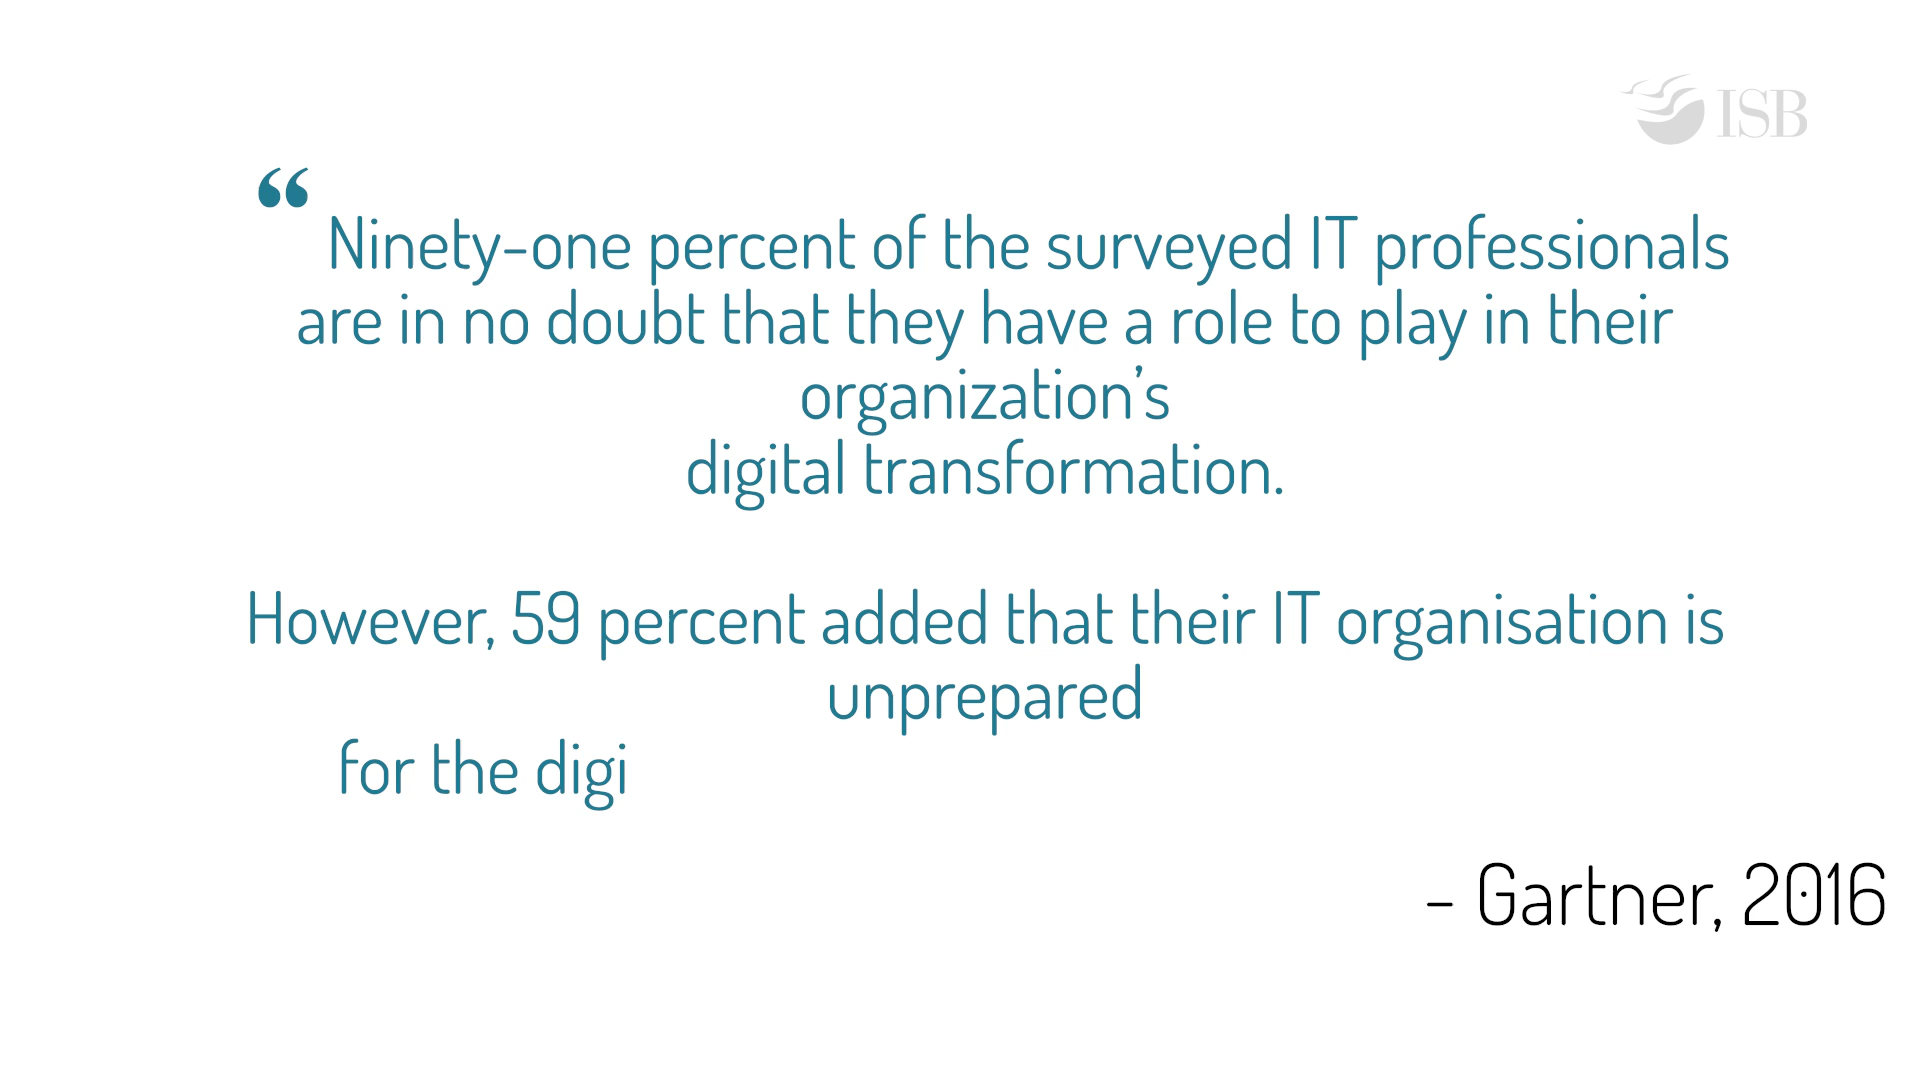 ISB
“ Ninety-one percent of the surveyed IT professionals
are in no doubt that they have a role to play in their
organization’s
digital transformation.
However, 59 percent added that their IT organisation is
unprepared
for the digi
- Gartner, 2016